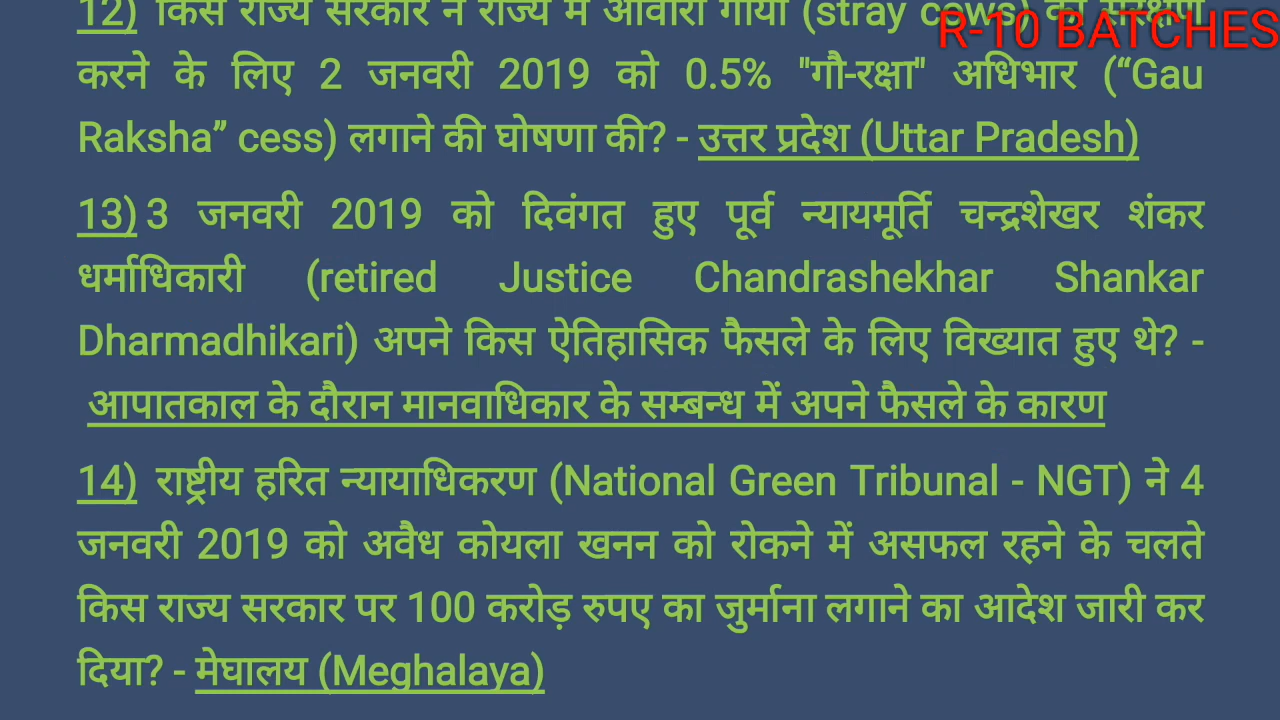 12) किस राज्य सरकार ने राज्य में आवारा गायों (stray cows) का संरक्षण
R-10 BATCHES
करने के लिए 2 जनवरी 2019 को 0.5% "गौ-रक्षा" अधिभार (“Gau
Raksha” cess) लगाने की घोषणा की? - उत्तर प्रदेश (Uttar Pradesh)
13) 3 जनवरी 2019 को दिवंगत हुए पूर्व न्यायमूर्ति चन्द्रशेखर शंकर
धर्माधिकारी (retired Justice Chandrashekhar Shankar
Dharmadhikari) अपने किस ऐतिहासिक फैसले के लिए विख्यात हुए थे? -
आपातकाल के दौरान मानवाधिकार के सम्बन्ध में अपने फैसले के कारण
14) राष्ट्रीय हरित न्यायाधिकरण (National Green Tribunal - NGT) ने 4
जनवरी 2019 को अवैध कोयला खनन को रोकने में असफल रहने के चलते
किस राज्य सरकार पर 100 करोड़ रुपए का जुर्माना लगाने का आदेश जारी कर
दिया? - मेघालय (Meghalaya)